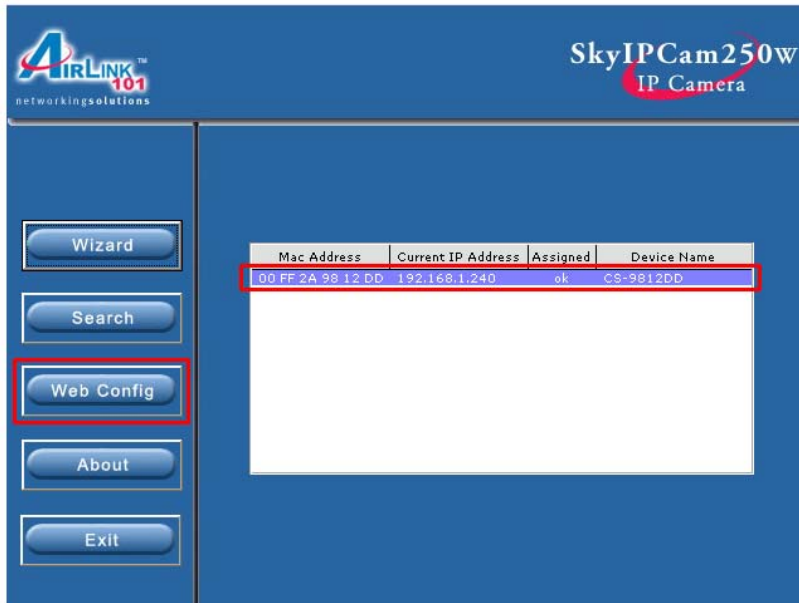 AIRLINK™
101
networkingsolutions
SkyIPCam250W
IP Camera
Wizard
Search
Web Config
About
Exit
Mac Address Current IP Address Assigned Device Name
00 FF 2A 98 12 DD 192.168.1.240 ok CS-9812DD